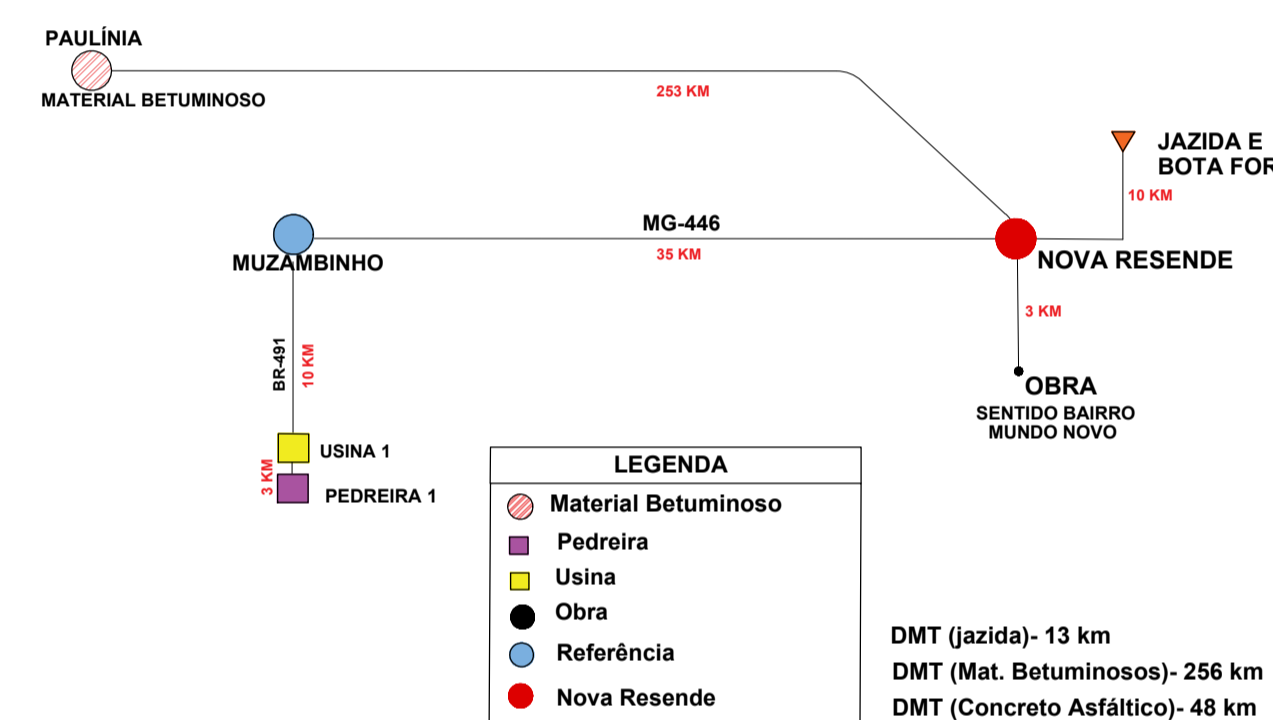 PAULÍNIA
MATERIAL BETUMINOSO
253 KM
JAZIDA E
BOTA FOR
10 KM
MG-446
35 KM
MUZAMBINHO
NOVA RESENDE
3 KM
BR-491
10 KM
OBRA
SENTIDO BAIRRO
MUNDO NOVO
USINA 1
3 KM
PEDREIRA 1
LEGENDA
Material Betuminoso
Pedreira
Usina
Obra
Referência
Nova Resende
DMT (jazida)- 13 km
DMT (Mat. Betuminosos)- 256 km
DMT (Concreto Asfáltico)- 48 km